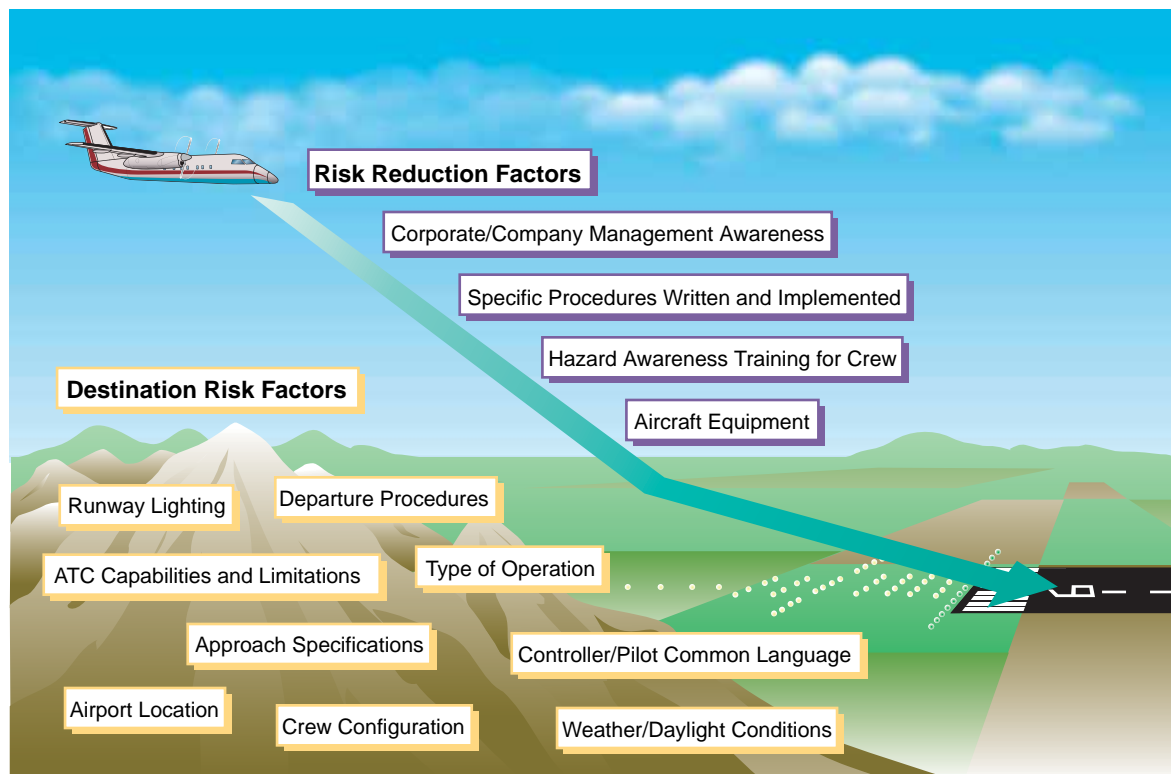 Risk Reduction Factors
Corporate/Company Management Awareness
Specific Procedures Written and Implemented
Hazard Awareness Training for Crew
Aircraft Equipment
Destination Risk Factors
Runway Lighting
Departure Procedures
ATC Capabilities and Limitations
Type of Operation
Approach Specifications
Controller/Pilot Common Language
Airport Location
Crew Configuration
Weather/Daylight Conditions